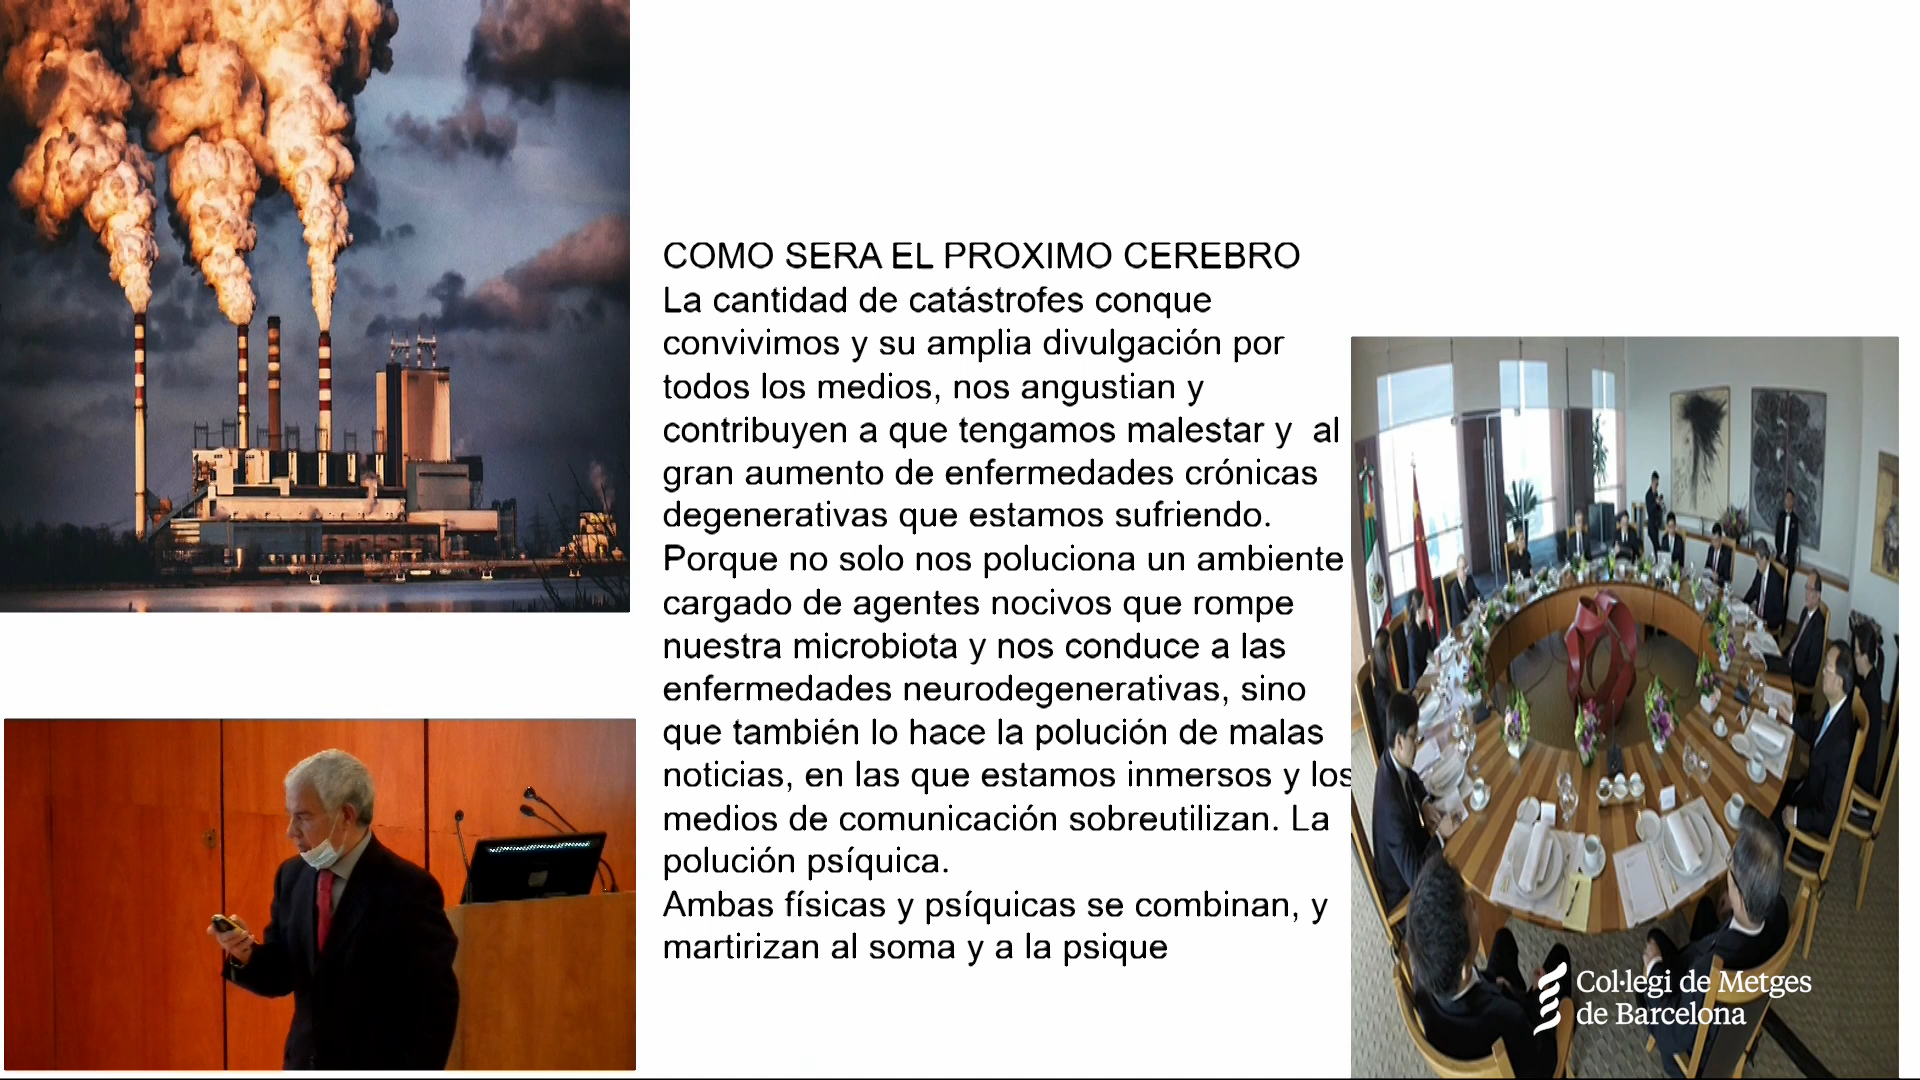 COMO SERA EL PROXIMO CEREBRO
La cantidad de catástrofes conque
convivimos y su amplia divulgación por
todos los medios, nos angustian y
contribuyen a que tengamos malestar y  al
gran aumento de enfermedades crónicas
degenerativas que estamos sufriendo.
Porque no solo nos poluciona un ambiente
cargado de agentes nocivos que rompe
nuestra microbiota y nos conduce a las
enfermedades neurodegenerativas, sino
que también lo hace la polución de malas
noticias, en las que estamos inmersos y los
medios de comunicación sobreutilizan. La
polución psíquica.
Ambas físicas y psíquicas se combinan, y
martirizan al soma y a la psique
Col·legi de Metges
de Barcelona